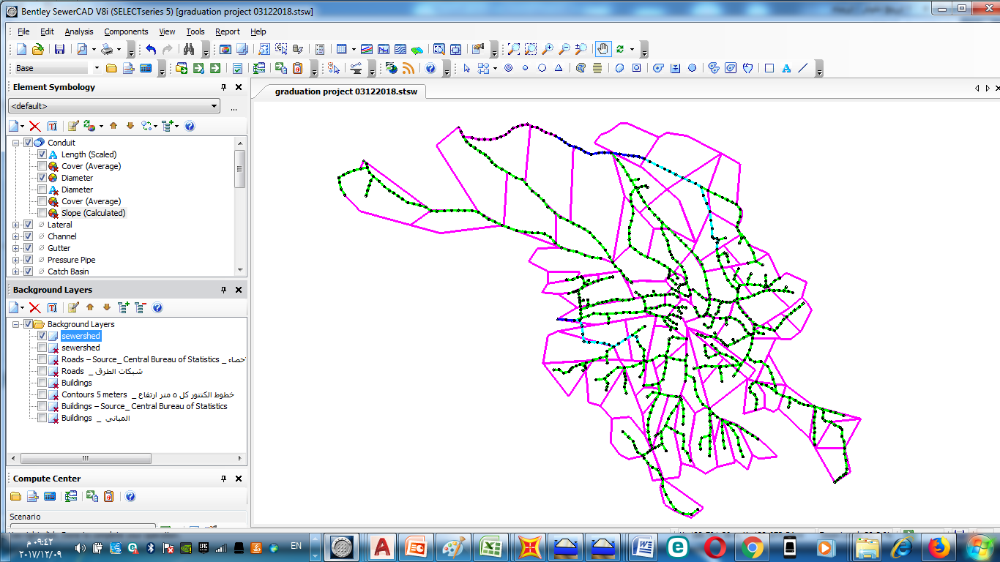 Bentley SewerCAD V8i (SELECTseries 5) [graduation project 03122018.stsw]
File Edit Analysis Components View Tools Report Help
Base
Element Symbology
graduation project 03122018.stsw
<default>
...
Conduit
Length (Scaled)
Cover (Average)
Diameter
Diameter
Cover (Average)
Slope (Calculated)
Lateral
Channel
Gutter
Pressure Pipe
Catch Basin
Background Layers
Background Layers
sewershed
sewershed
Roads – Source_ Central Bureau of Statistics _ حصاء
Roads _ شبكات الطرق
Buildings
Contours 5 meters _ خطوط الكنتور كل ٥ متر ارتفاع
Buildings – Source_ Central Bureau of Statistics
Buildings _ المباني
Compute Center
Scenario
٠٩:٤٢ م
٢٠١٧/١٢/٠٩
EN